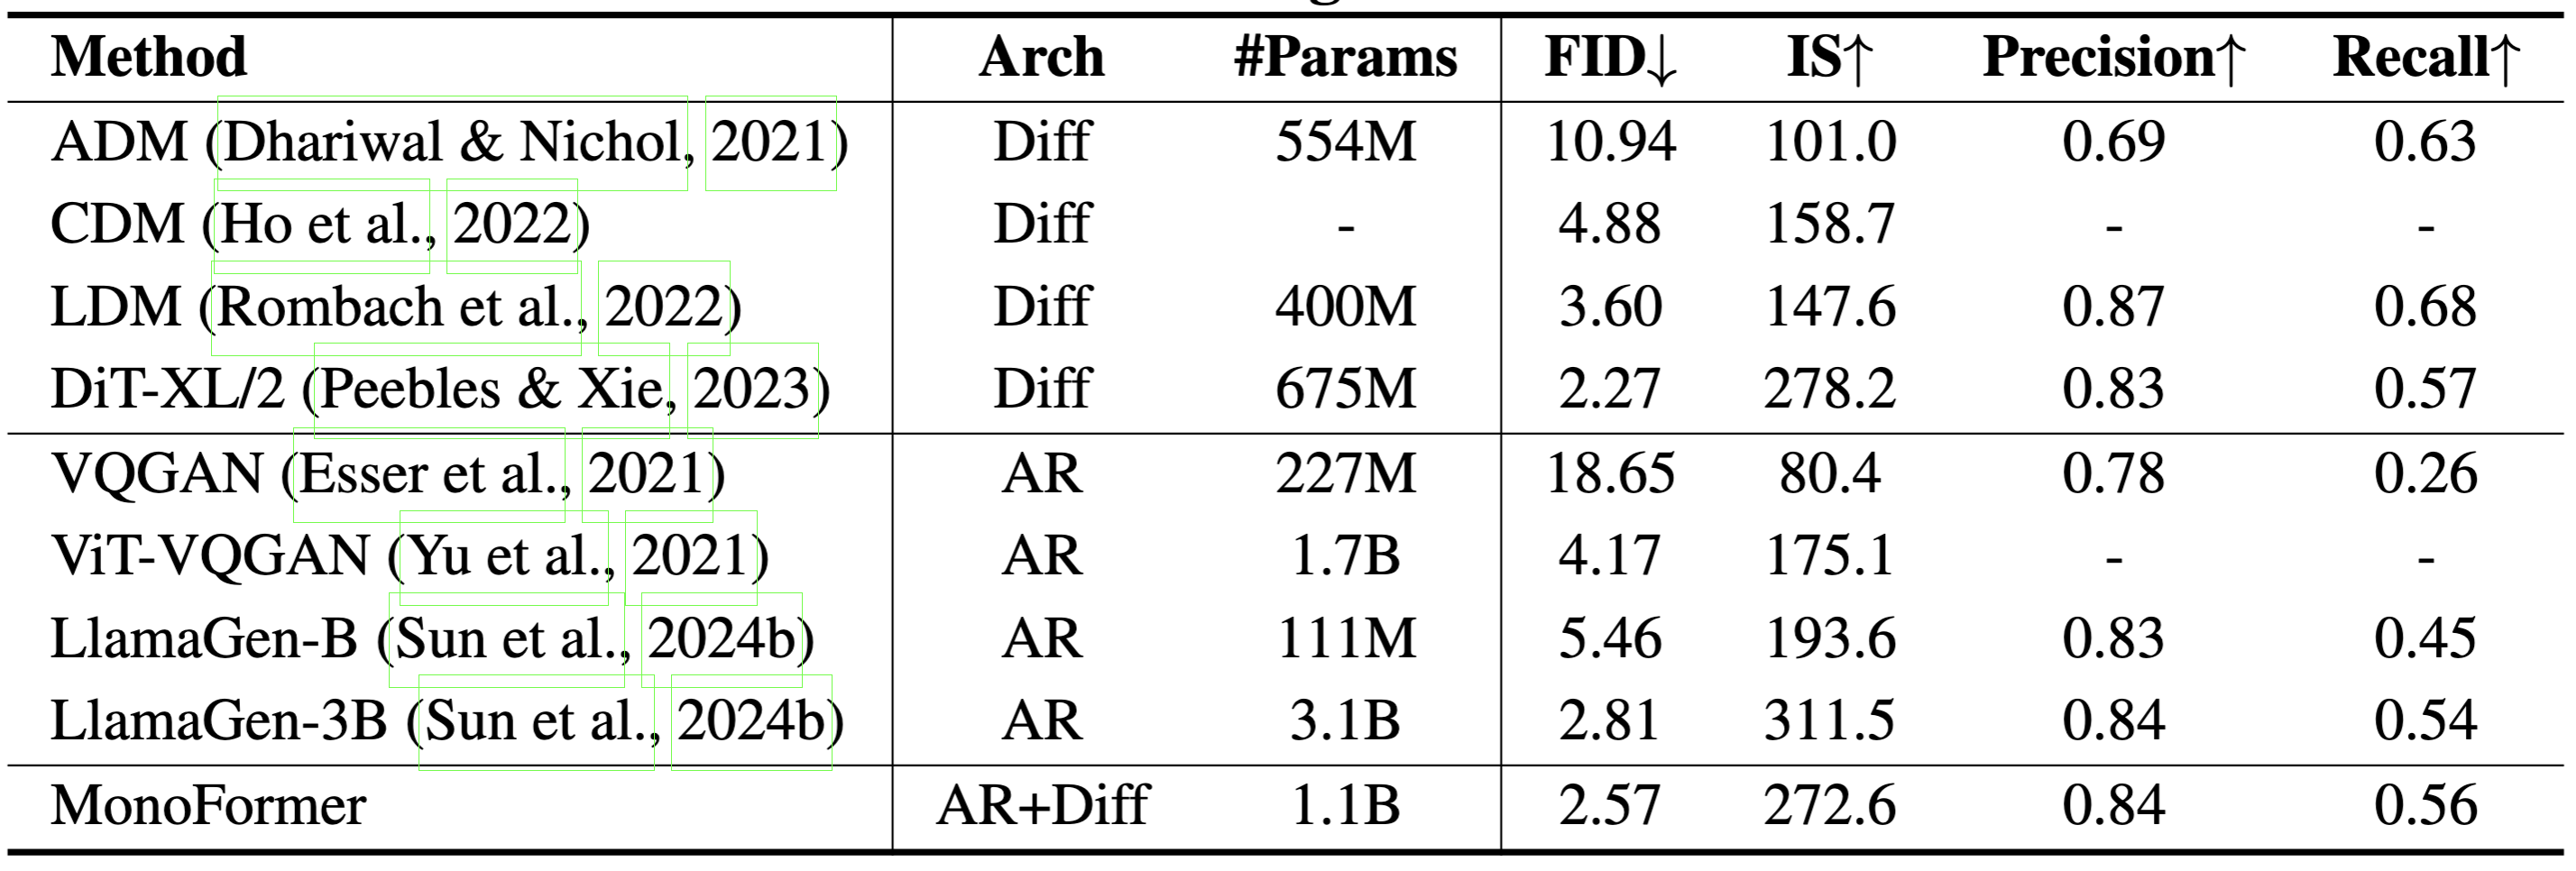 Method Arch #Params FID↓ IS↑ Precision↑ Recall↑
ADM (Dhariwal & Nichol, 2021) Diff 554M 10.94 101.0 0.69 0.63
CDM (Ho et al., 2022) Diff - 4.88 158.7 - -
LDM (Rombach et al., 2022) Diff 400M 3.60 147.6 0.87 0.68
DiT-XL/2 (Peebles & Xie, 2023) Diff 675M 2.27 278.2 0.83 0.57
VQGAN (Esser et al., 2021) AR 227M 18.65 80.4 0.78 0.26
ViT-VQGAN (Yu et al., 2021) AR 1.7B 4.17 175.1 - -
LlamaGen-B (Sun et al., 2024b) AR 111M 5.46 193.6 0.83 0.45
LlamaGen-3B (Sun et al., 2024b) AR 3.1B 2.81 311.5 0.84 0.54
MonoFormer AR+Diff 1.1B 2.57 272.6 0.84 0.56